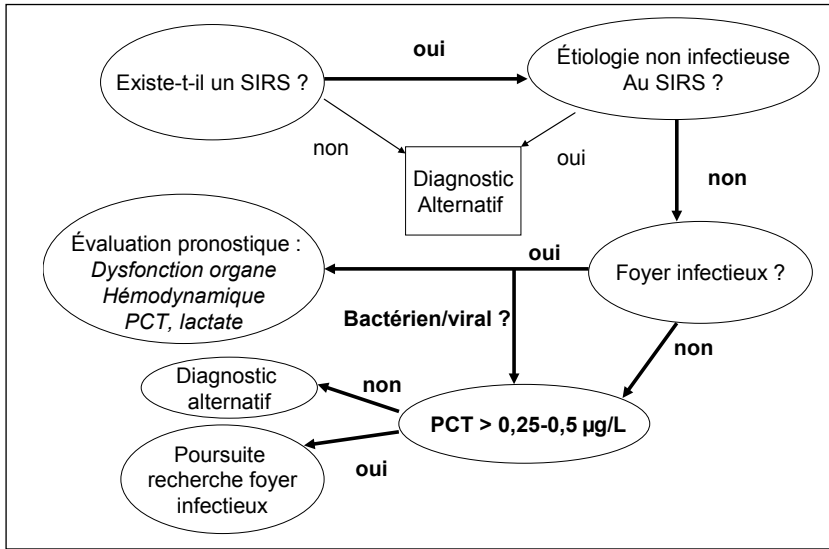 Existe-t-il un SIRS ?
oui
Étiologie non infectieuse
Au SIRS ?
non
oui
Diagnostic
Alternatif
non
Évaluation pronostique :
Dysfonction organe
Hémodynamique
PCT, lactate
oui
Foyer infectieux ?
Bactérien/viral ?
non
Diagnostic
alternatif
non
PCT > 0,25-0,5 µg/L
Poursuite
recherche foyer
infectieux
oui